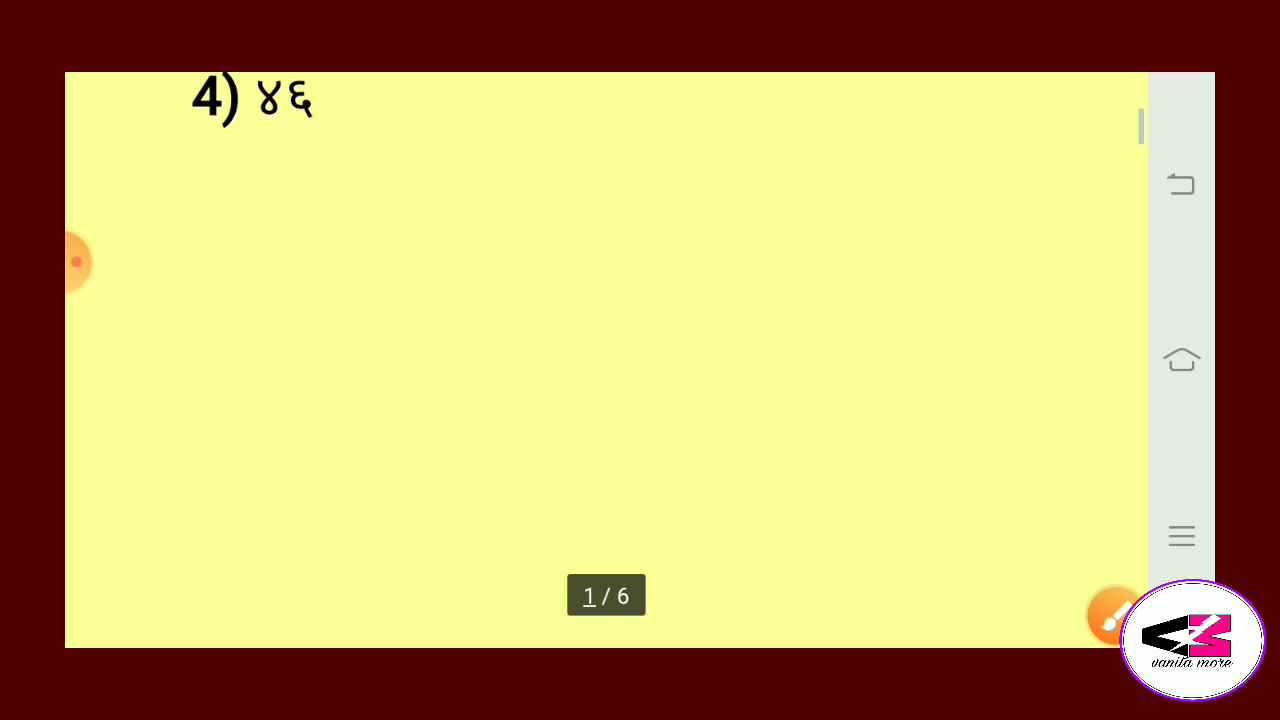 4) ४६
1 / 6
vanita more